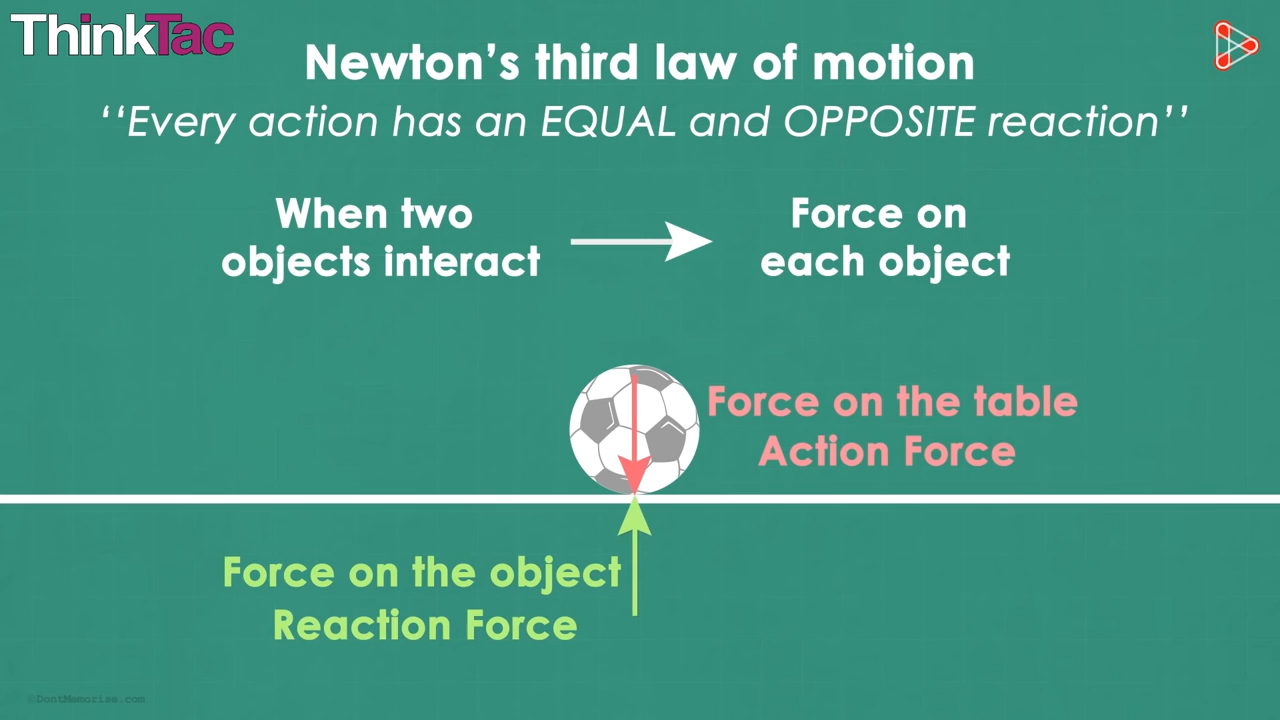 ThinkTac
Newton’s third law of motion
‘‘Every action has an EQUAL and OPPOSITE reaction’’
When two
objects interact
Force on
each object
Force on the table
Action Force
Force on the object
Reaction Force
©DontMemorise.com